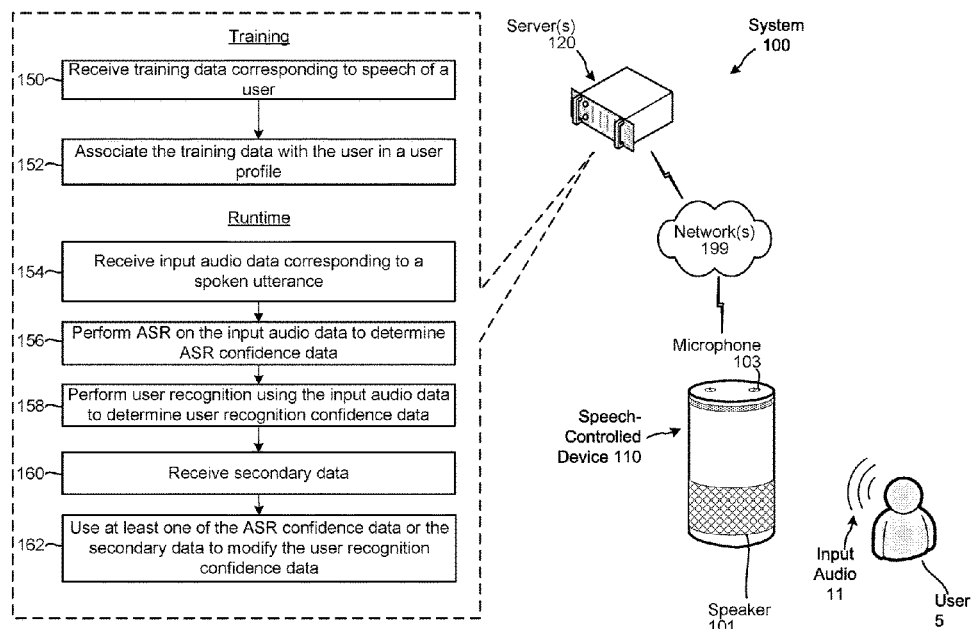 Training
150
Receive training data corresponding to speech of a
user
152
Associate the training data with the user in a user
profile
Runtime
154
Receive input audio data corresponding to a
spoken utterance
156
Perform ASR on the input audio data to determine
ASR confidence data
158
Perform user recognition using the input audio data
to determine user recognition confidence data
160
Receive secondary data
162
Use at least one of the ASR confidence data or the
secondary data to modify the user recognition
confidence data
Server(s)
120
System
100
Network(s)
199
Microphone
103
Speech-
Controlled
Device 110
Input
Audio
11
User
5
Speaker
101